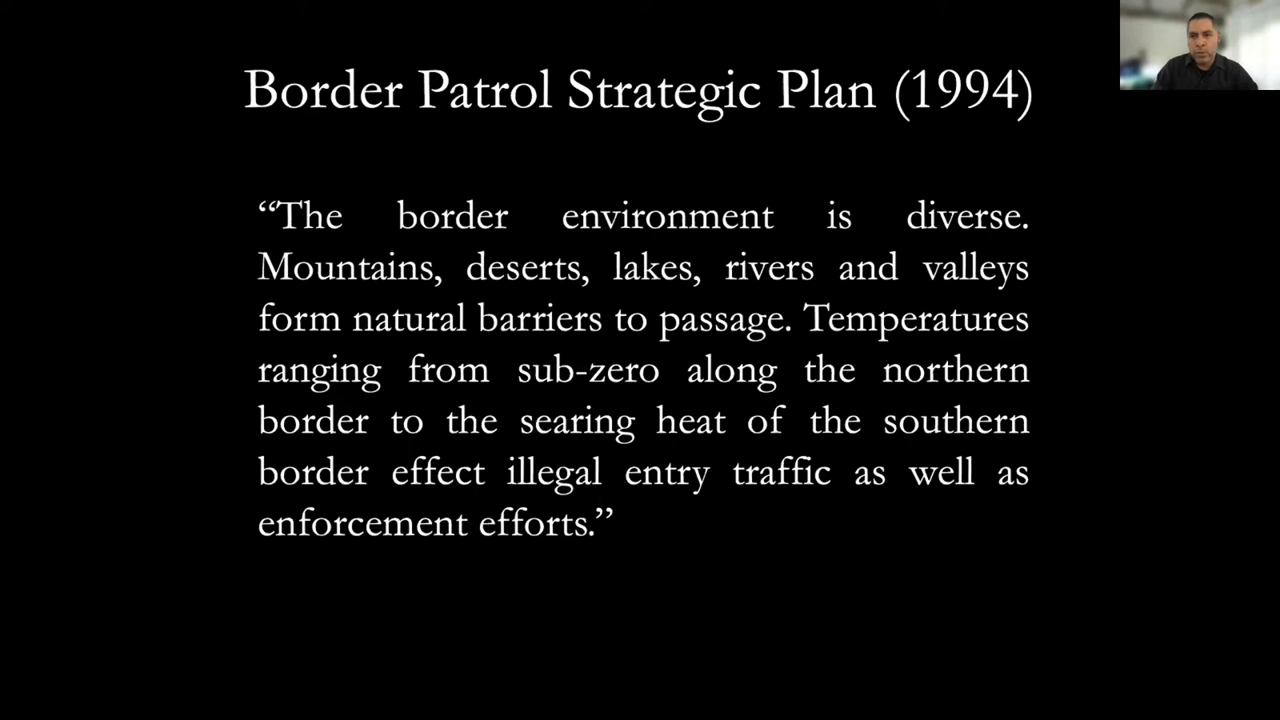 Border Patrol Strategic Plan (1994)
“The border environment is diverse.
Mountains, deserts, lakes, rivers and valleys
form natural barriers to passage. Temperatures
ranging from sub-zero along the northern
border to the searing heat of the southern
border effect illegal entry traffic as well as
enforcement efforts.”